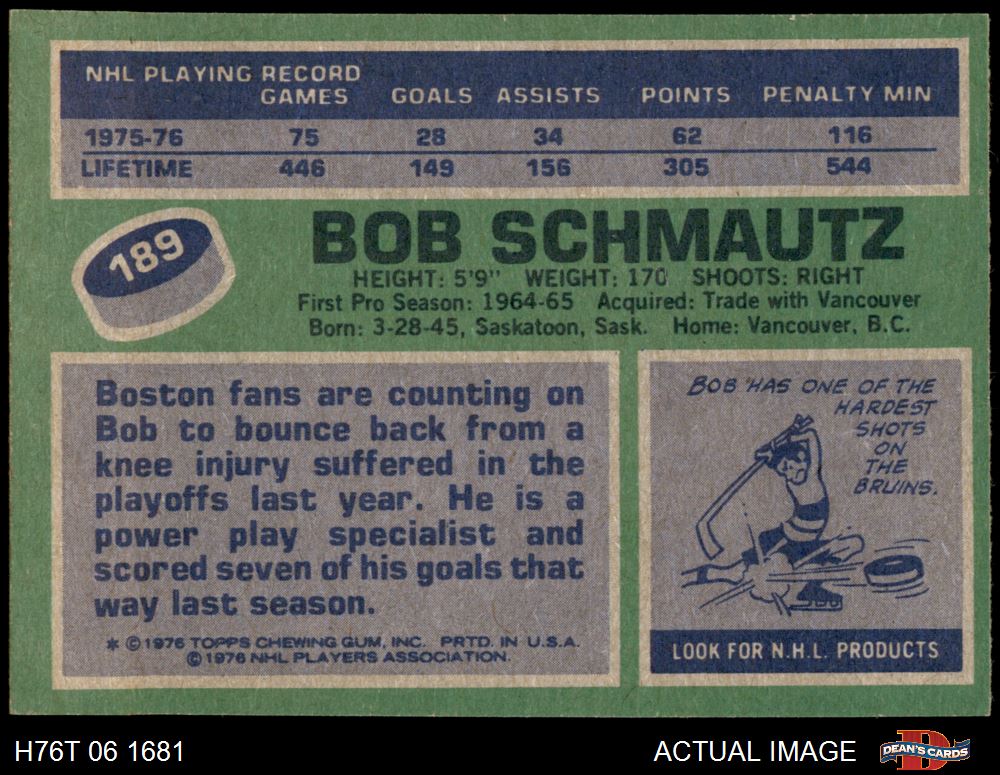 NHL PLAYING RECORD
GAMES GOALS ASSISTS POINTS PENALTY MIN
1975-76 75 28 34 62 116
LIFETIME 446 149 156 305 544
189
BOB SCHMAUTZ
HEIGHT: 5'9" WEIGHT: 170 SHOOTS: RIGHT
First Pro Season: 1964-65 Acquired: Trade with Vancouver
Born: 3-28-45, Saskatoon, Sask. Home: Vancouver, B.C.
Boston fans are counting on
Bob to bounce back from a
knee injury suffered in the
playoffs last year. He is a
power play specialist and
scored seven of his goals that
way last season.
* © 1976 TOPPS CHEWING GUM, INC. PRTD. IN U.S.A.
© 1976 NHL PLAYERS ASSOCIATION.
BOB HAS ONE OF THE
HARDEST
SHOTS
ON
THE
BRUINS.
LOOK FOR N.H.L. PRODUCTS
H76T 06 1681
ACTUAL IMAGE
D
DEAN'S CARDS